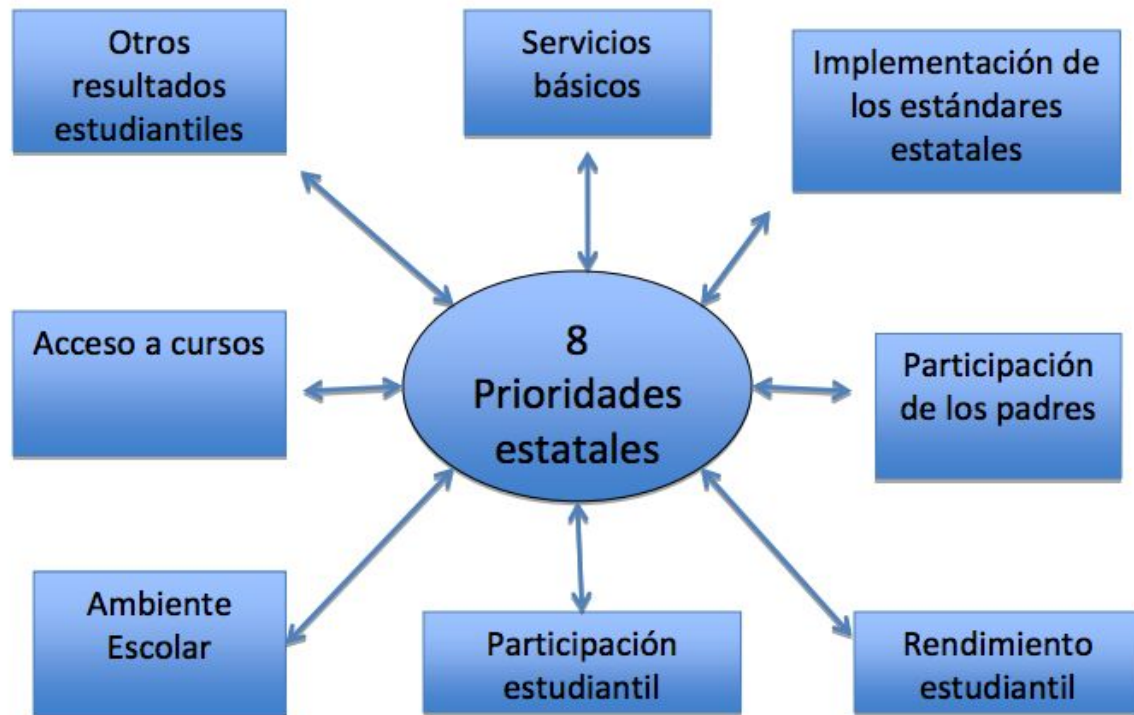 Otros
resultados
estudiantiles
Servicios
básicos
Implementación de
los estándares
estatales
Acceso a cursos
8
Prioridades
estatales
Participación
de los padres
Ambiente
Escolar
Participación
estudiantil
Rendimiento
estudiantil